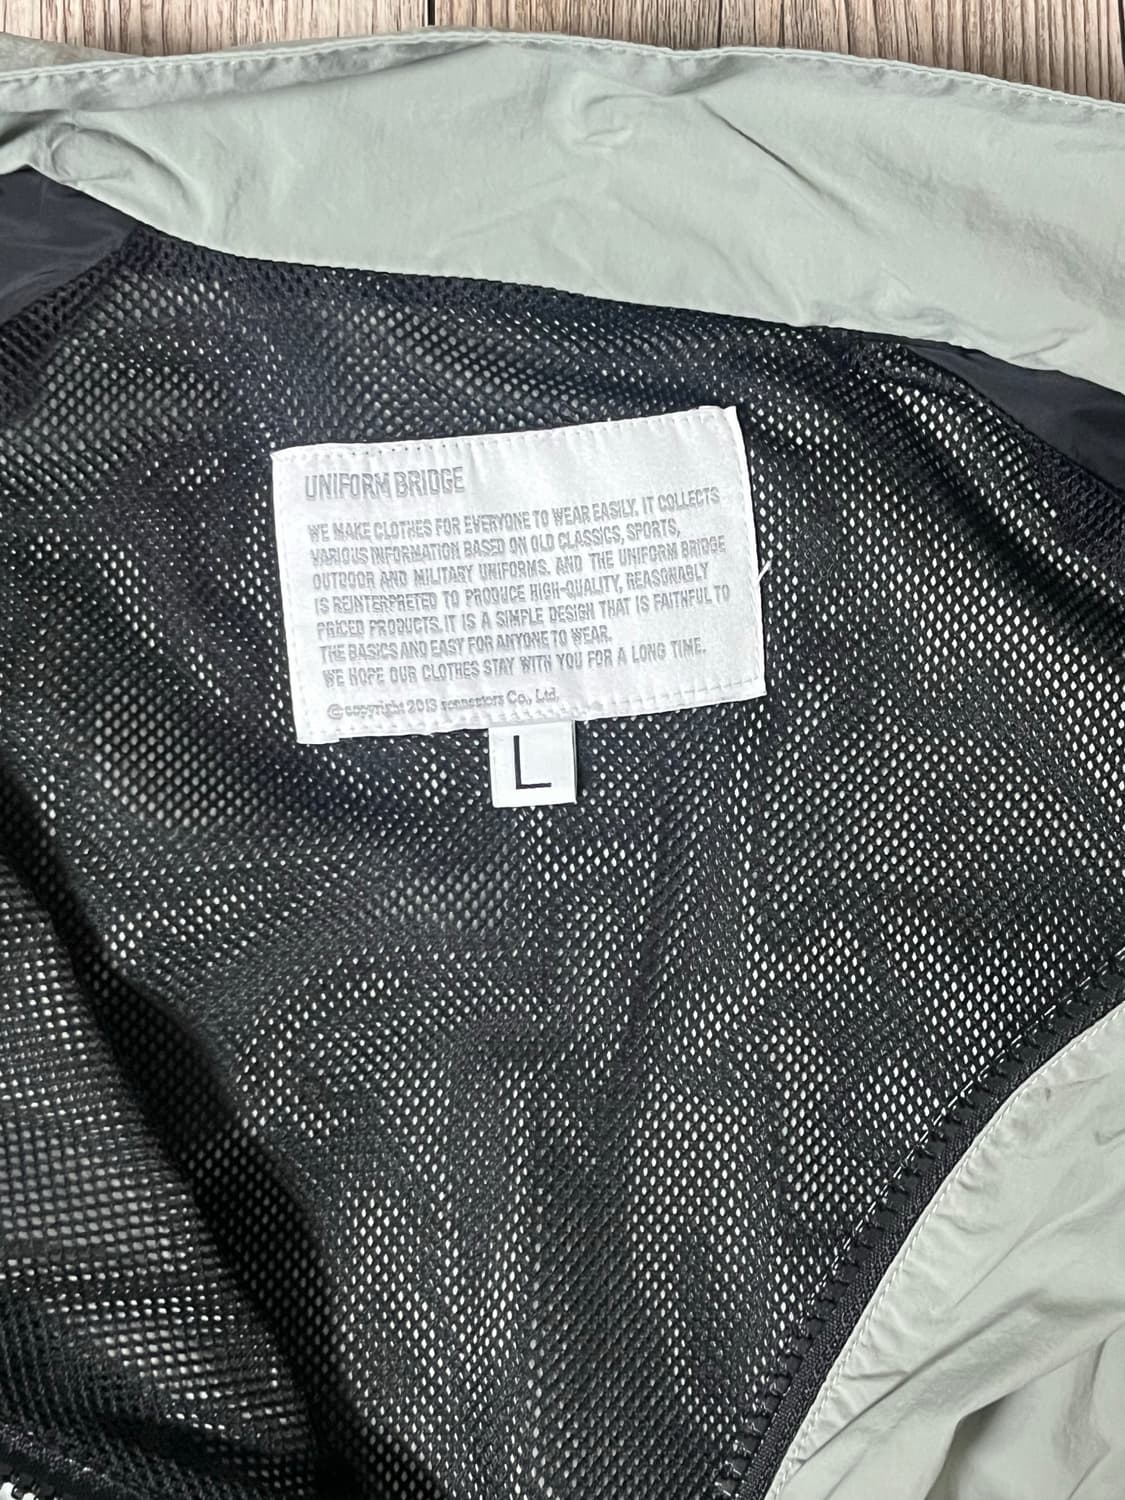 UNIFORM BRIDGE
WE MAKE CLOTHES FOR EVERYONE TO WEAR EASILY. IT COLLECTS
VARIOUS INFORMATION BASED ON OLD CLASSICS, SPORTS,
OUTDOOR AND MILITARY UNIFORMS. AND THE UNIFORM BRIDGE
IS REINTERPRETED TO PRODUCE HIGH-QUALITY, REASONABLY
PRICED PRODUCTS. IT IS A SIMPLE DESIGN THAT IS FAITHFUL TO
THE BASICS AND EASY FOR ANYONE TO WEAR.
WE HOPE OUR CLOTHES STAY WITH YOU FOR A LONG TIME.
© copyright 2013 Co., Ltd.
L